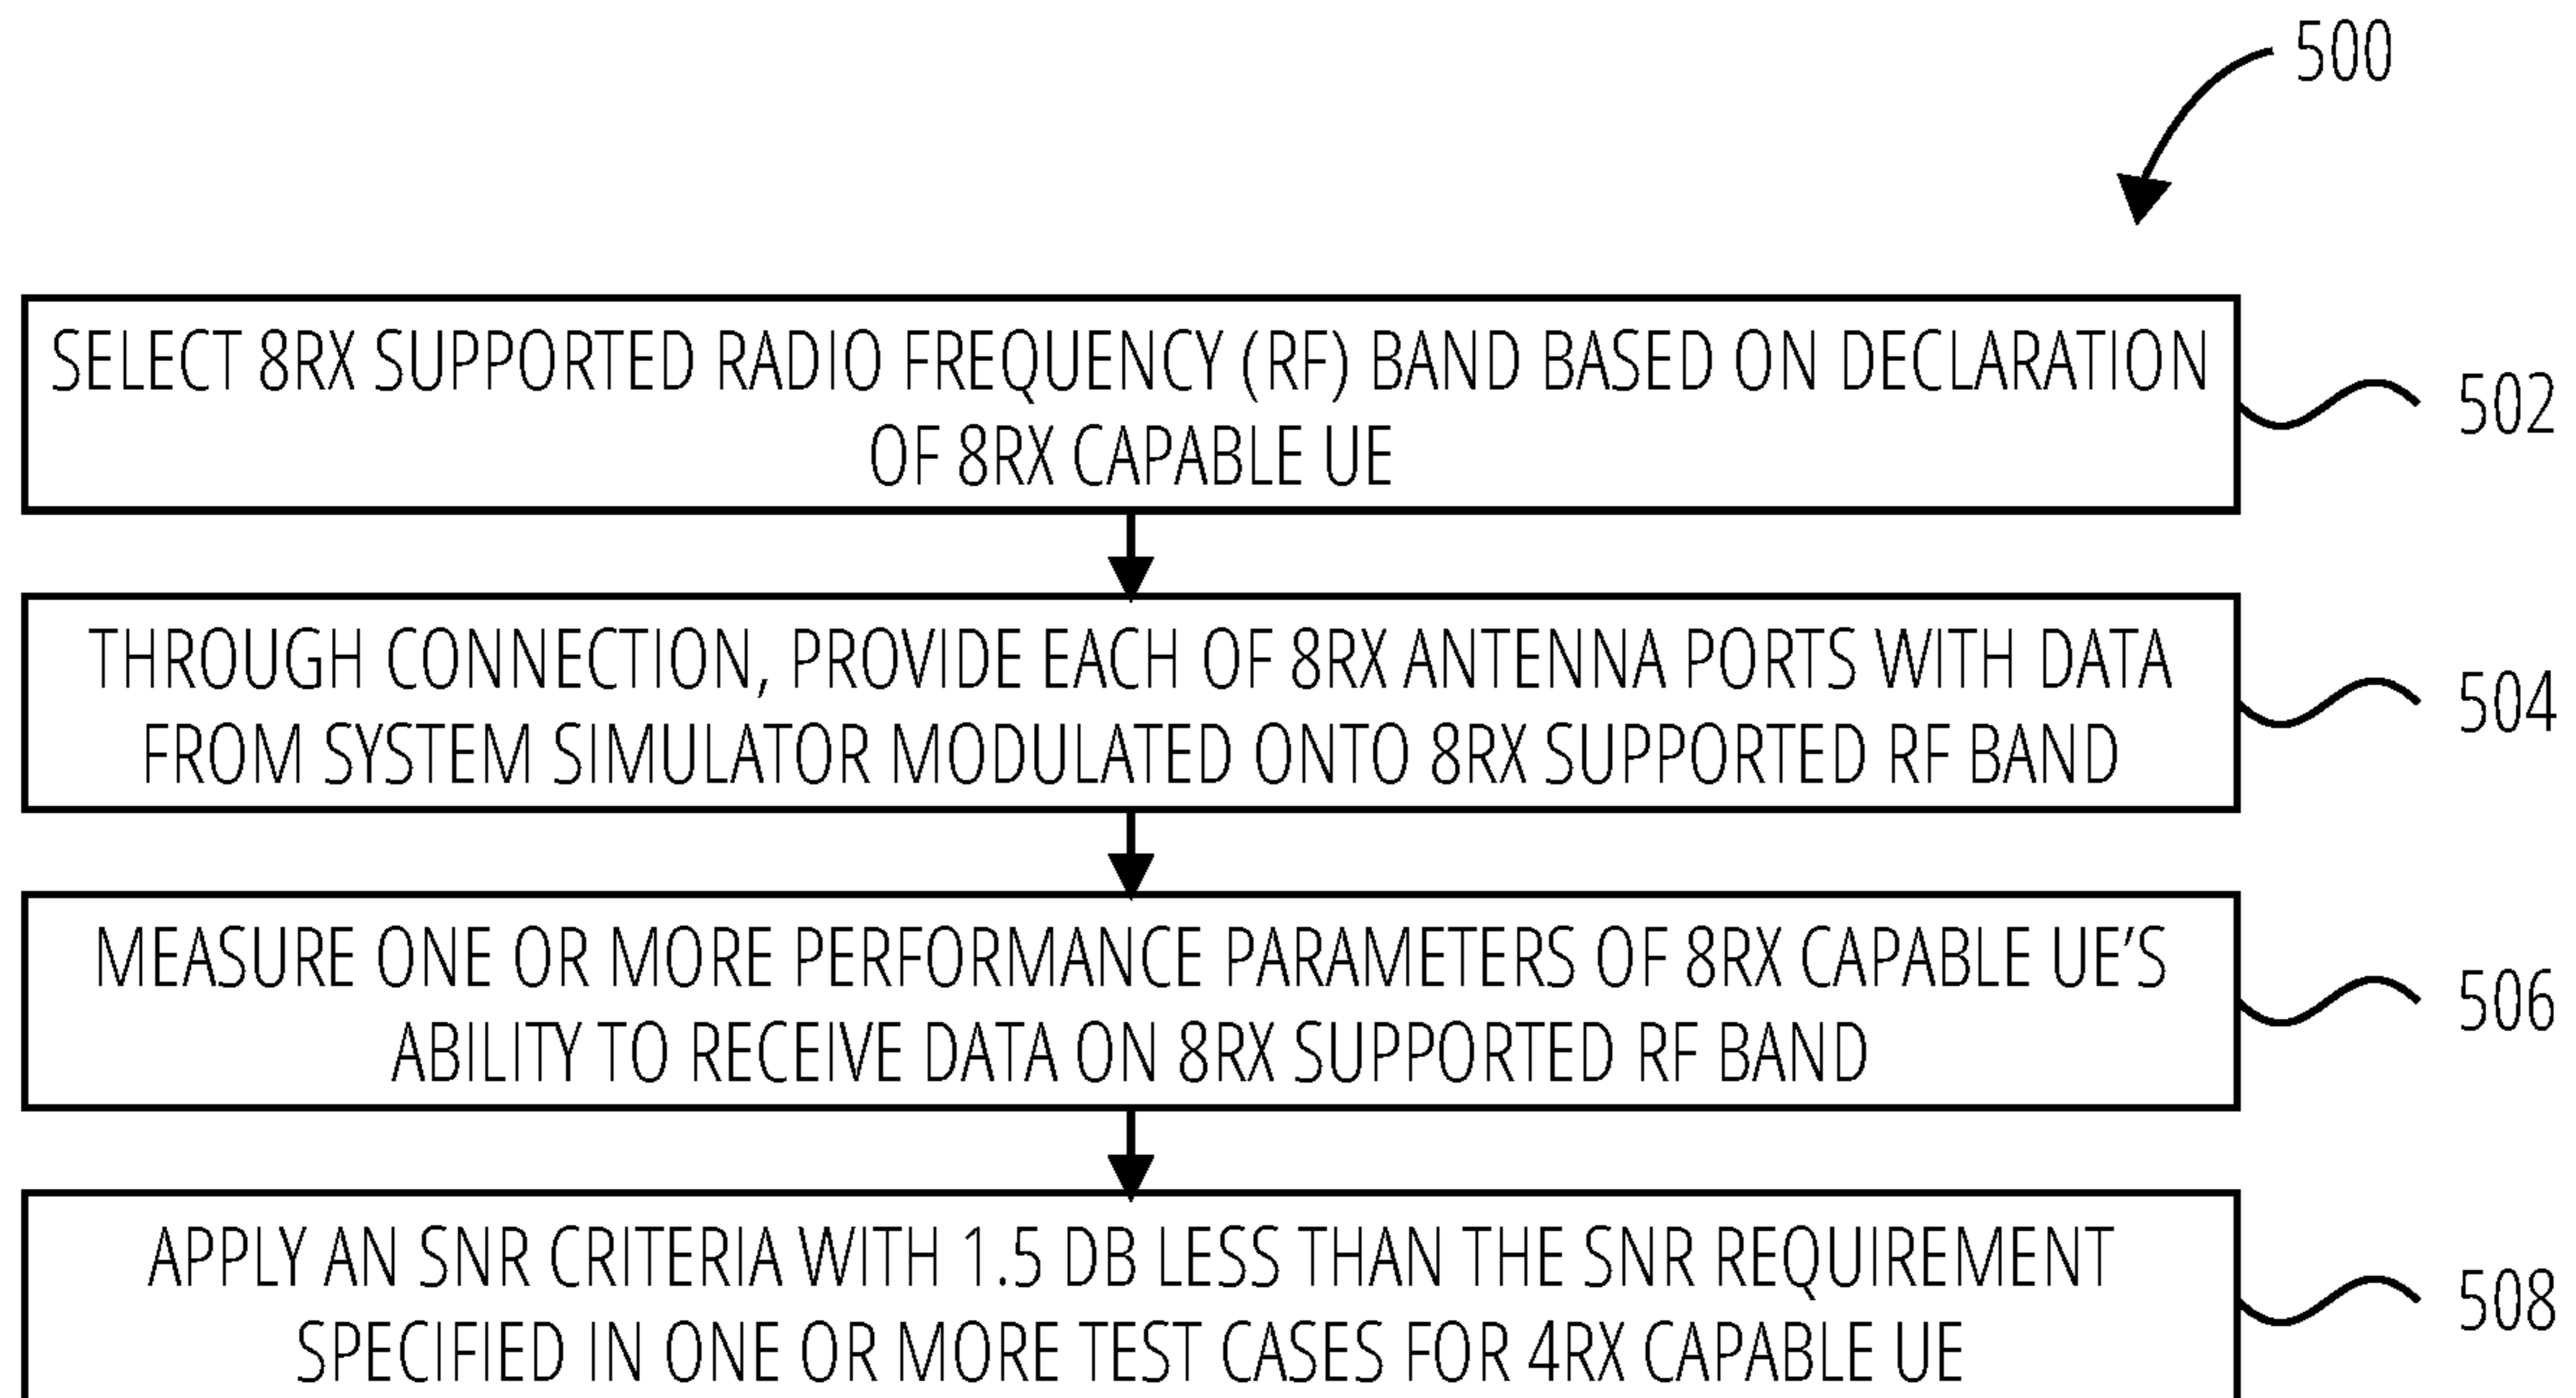 500
SELECT 8RX SUPPORTED RADIO FREQUENCY (RF) BAND BASED ON DECLARATION
OF 8RX CAPABLE UE
502
THROUGH CONNECTION, PROVIDE EACH OF 8RX ANTENNA PORTS WITH DATA
FROM SYSTEM SIMULATOR MODULATED ONTO 8RX SUPPORTED RF BAND
504
MEASURE ONE OR MORE PERFORMANCE PARAMETERS OF 8RX CAPABLE UE’S
ABILITY TO RECEIVE DATA ON 8RX SUPPORTED RF BAND
506
APPLY AN SNR CRITERIA WITH 1.5 DB LESS THAN THE SNR REQUIREMENT
SPECIFIED IN ONE OR MORE TEST CASES FOR 4RX CAPABLE UE
508